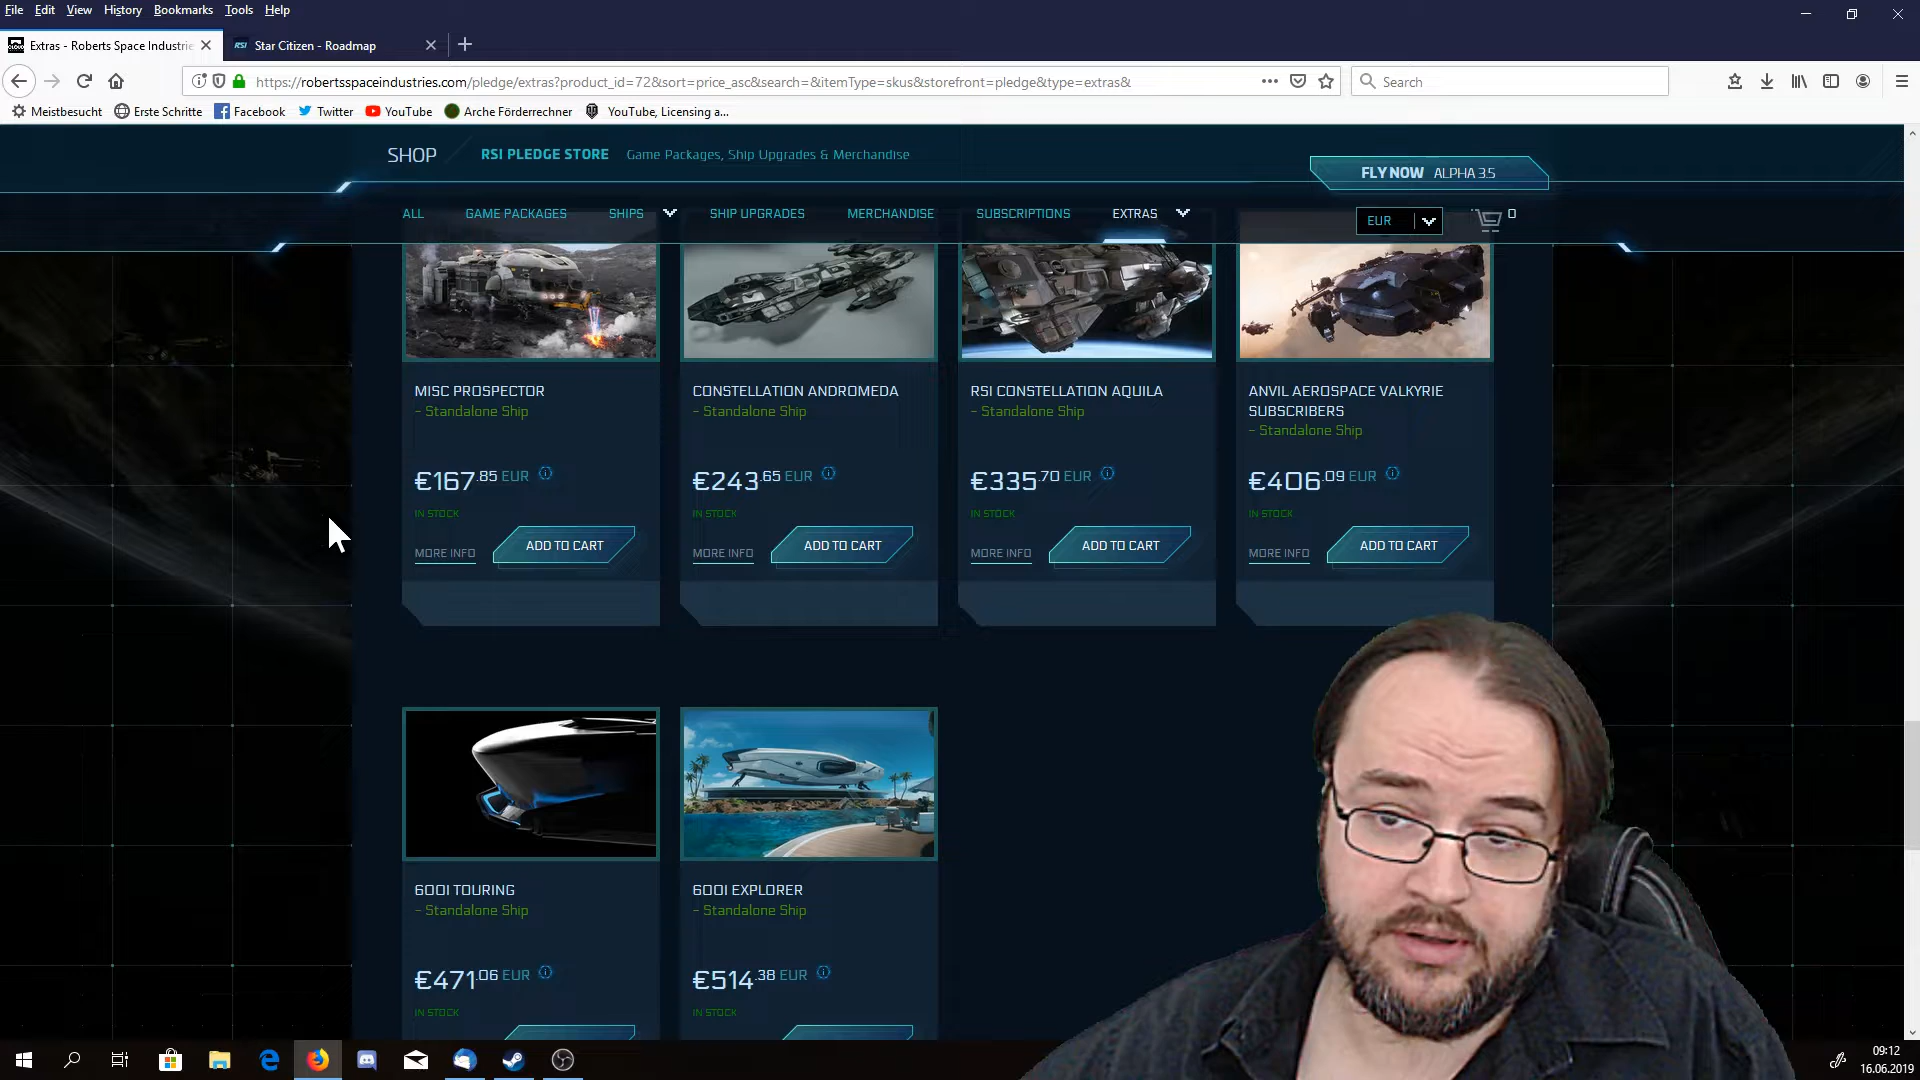 File Edit View History Bookmarks Tools Help
Extras - Roberts Space Industrie
RSI Star Citizen - Roadmap
https://robertsspaceindustries.com/pledge/extras?product_id=72&sort=price_asc&search=&itemType=skus&storefront=pledge&type=extras&
Search
Meistbesucht Erste Schritte Facebook Twitter YouTube Arche Förderrechner YouTube, Licensing a...
SHOP RSI PLEDGE STORE Game Packages, Ship Upgrades & Merchandise
FLY NOW ALPHA 3.5
ALL GAME PACKAGES SHIPS SHIP UPGRADES MERCHANDISE SUBSCRIPTIONS EXTRAS
EUR 0
MISC PROSPECTOR
- Standalone Ship
€167.85 EUR
IN STOCK
MORE INFO ADD TO CART
CONSTELLATION ANDROMEDA
- Standalone Ship
€243.65 EUR
IN STOCK
MORE INFO ADD TO CART
RSI CONSTELLATION AQUILA
- Standalone Ship
€335.70 EUR
IN STOCK
MORE INFO ADD TO CART
ANVIL AEROSPACE VALKYRIE
SUBSCRIBERS
- Standalone Ship
€406.09 EUR
IN STOCK
MORE INFO ADD TO CART
600I TOURING
- Standalone Ship
€471.06 EUR
IN STOCK
600I EXPLORER
- Standalone Ship
€514.38 EUR
IN STOCK
09:12
16.06.2019